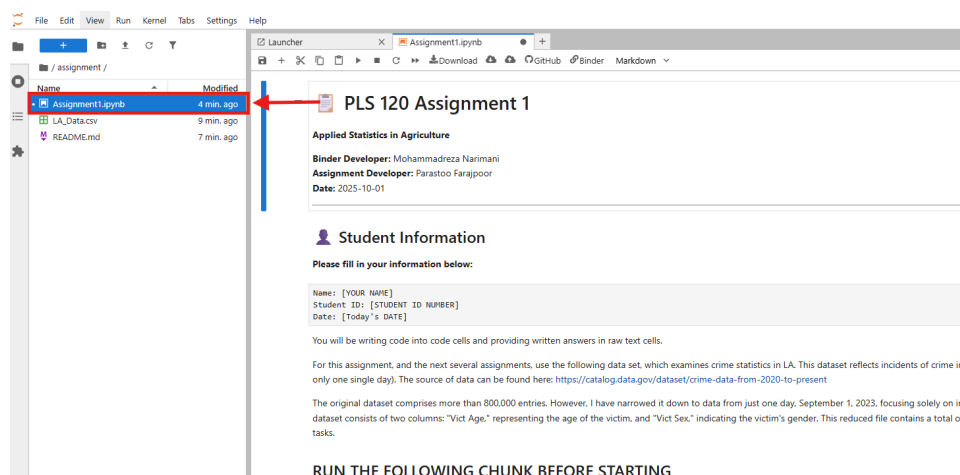 File Edit View Run Kernel Tabs Settings Help
+
/ assignment /
Name Modified
Assignment1.ipynb 4 min. ago
LA_Data.csv 9 min. ago
README.md 7 min. ago
Launcher Assignment1.ipynb
Download GitHub Binder Markdown
PLS 120 Assignment 1
Applied Statistics in Agriculture
Binder Developer: Mohammadreza Narimani
Assignment Developer: Parastoo Farajpoor
Date: 2025-10-01
Student Information
Please fill in your information below:
Name: [YOUR NAME]
Student ID: [STUDENT ID NUMBER]
Date: [Today's DATE]
You will be writing code into code cells and providing written answers in raw text cells.
For this assignment, and the next several assignments, use the following data set, which examines crime statistics in LA. This dataset reflects incidents of crime i
only one single day). The source of data can be found here: https://catalog.data.gov/dataset/crime-data-from-2020-to-present
The original dataset comprises more than 800,000 entries. However, I have narrowed it down to data from just one day, September 1, 2023, focusing solely on i
dataset consists of two columns: "Vict Age," representing the age of the victim, and "Vict Sex," indicating the victim's gender. This reduced file contains a total o
tasks.
RUN THE FOLLOWING CHUNK BEFORE STARTING